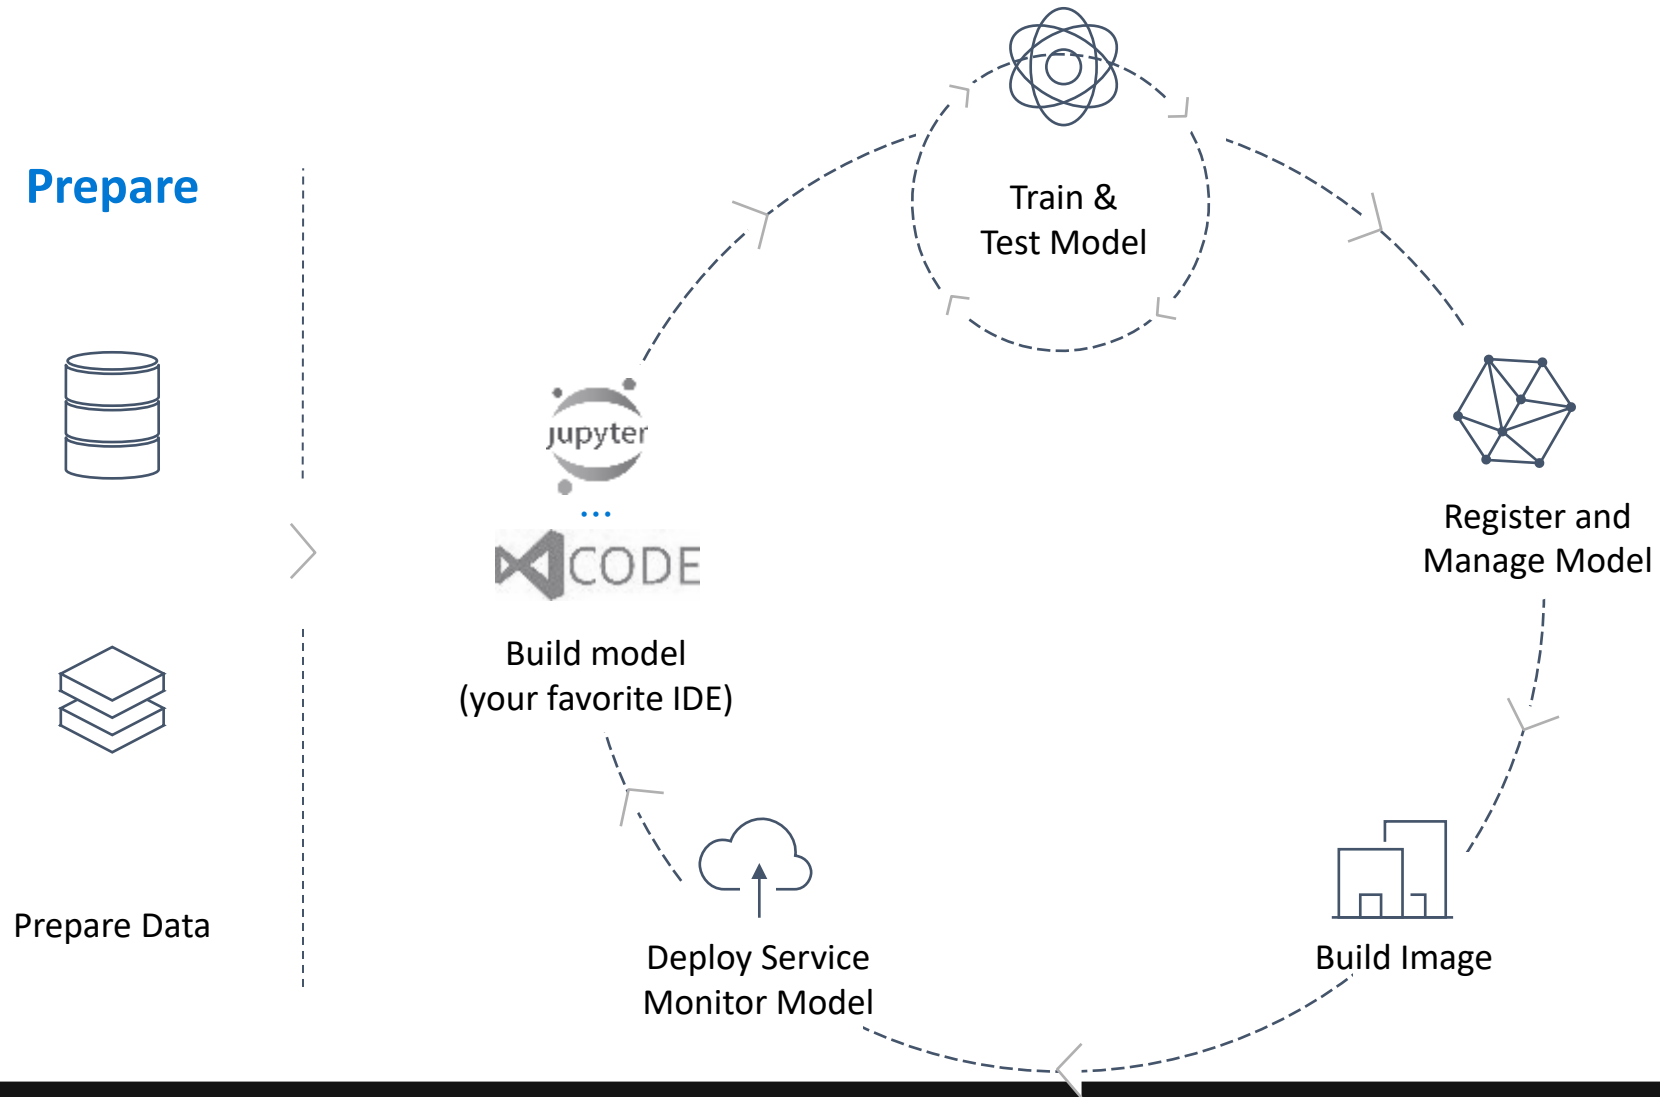 Prepare
Prepare Data
Train &
Test Model
Register and
Manage Model
Build Image
Deploy Service
Monitor Model
jupyter
...
CODE
Build model
(your favorite IDE)